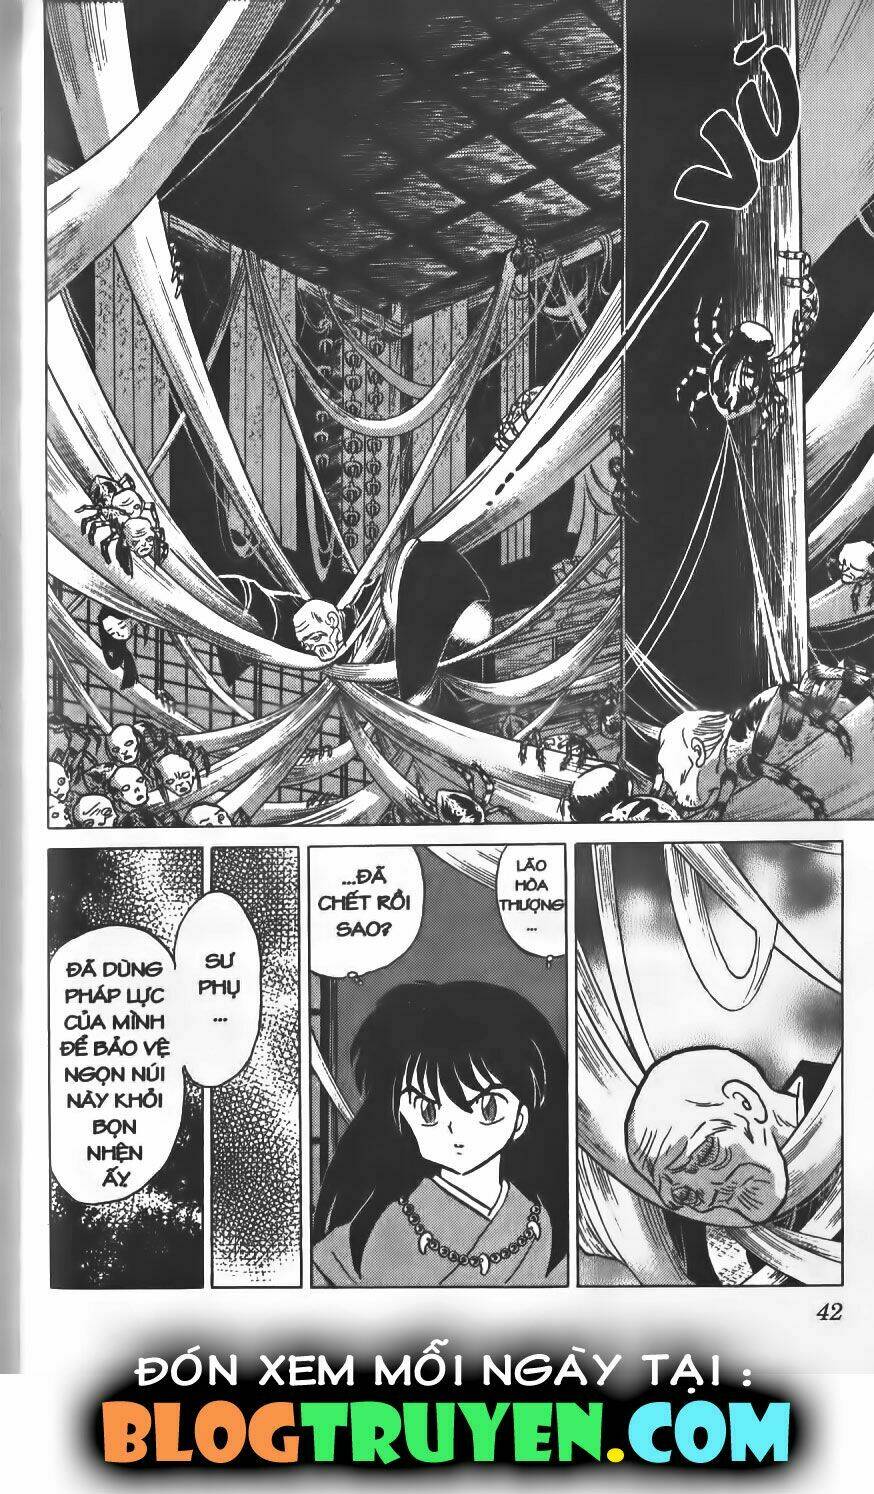 VÚ
LÃO
HÒA
THƯỢNG
...
...ĐÃ
CHẾT RỒI
SAO?
SƯ
PHỤ
...
ĐÃ DÙNG
PHÁP LỰC
CỦA MÌNH
ĐỂ BẢO VỆ
NGỌN NÚI
NÀY KHỎI
BỌN
NHỆN
ẤY.
42
ĐÓN XEM MỖI NGÀY TẠI :
BLOGTRUYEN.COM